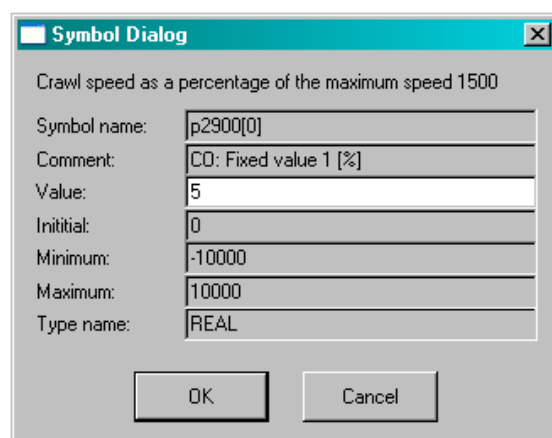 Symbol Dialog
Crawl speed as a percentage of the maximum speed 1500
Symbol name: p2900[0]
Comment: CO: Fixed value 1 [%]
Value: 5
Inititial: 0
Minimum: -10000
Maximum: 10000
Type name: REAL
OK Cancel